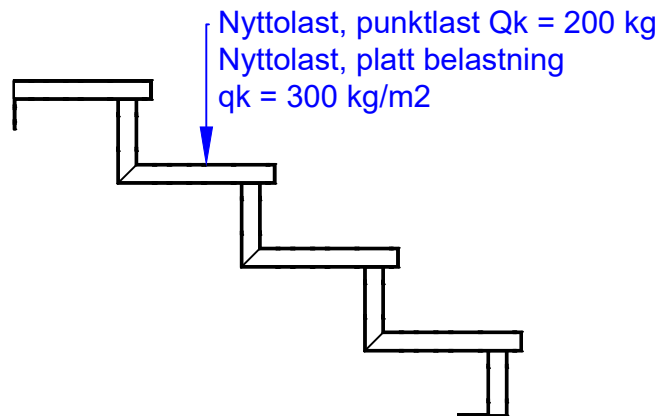 Nyttolast, punktlast Qk = 200 kg
Nyttolast, platt belastning
qk = 300 kg/m2